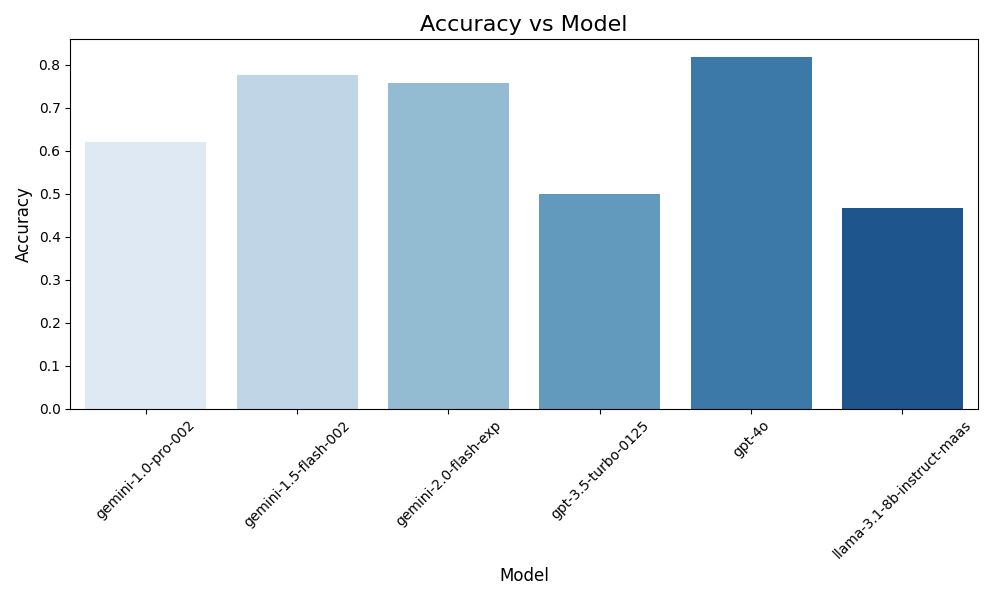 Accuracy vs Model
Accuracy
0.8
0.7
0.6
0.5
0.4
0.3
0.2
0.1
0.0
gemini-1.0-pro-002
gemini-1.5-flash-002
gemini-2.0-flash-exp
gpt-3.5-turbo-0125
gpt-4o
llama-3.1-8b-instruct-maas
Model